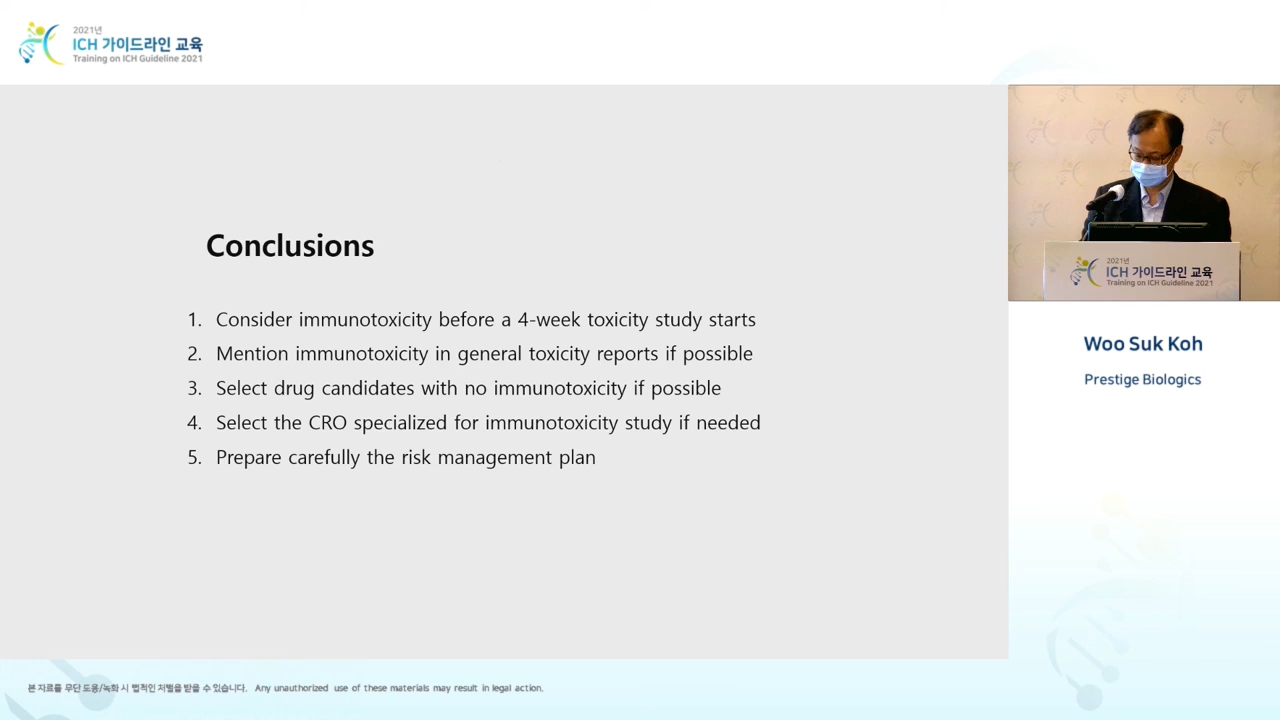 2021년
ICH 가이드라인 교육
Training on ICH Guideline 2021
Conclusions
1. Consider immunotoxicity before a 4-week toxicity study starts
2. Mention immunotoxicity in general toxicity reports if possible
3. Select drug candidates with no immunotoxicity if possible
4. Select the CRO specialized for immunotoxicity study if needed
5. Prepare carefully the risk management plan
2021년
ICH 가이드라인 교육
Training on ICH Guideline 2021
Woo Suk Koh
Prestige Biologics
본 자료를 무단 도용/녹화 시 법적인 처벌을 받을 수 있습니다. Any unauthorized use of these materials may result in legal action.